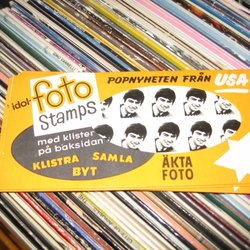 POPNYHETEN FRÅN USA
idol-foto
stamps
med klister
på baksidan
KLISTRA SAMLA
BYT
ÄKTA
FOTO